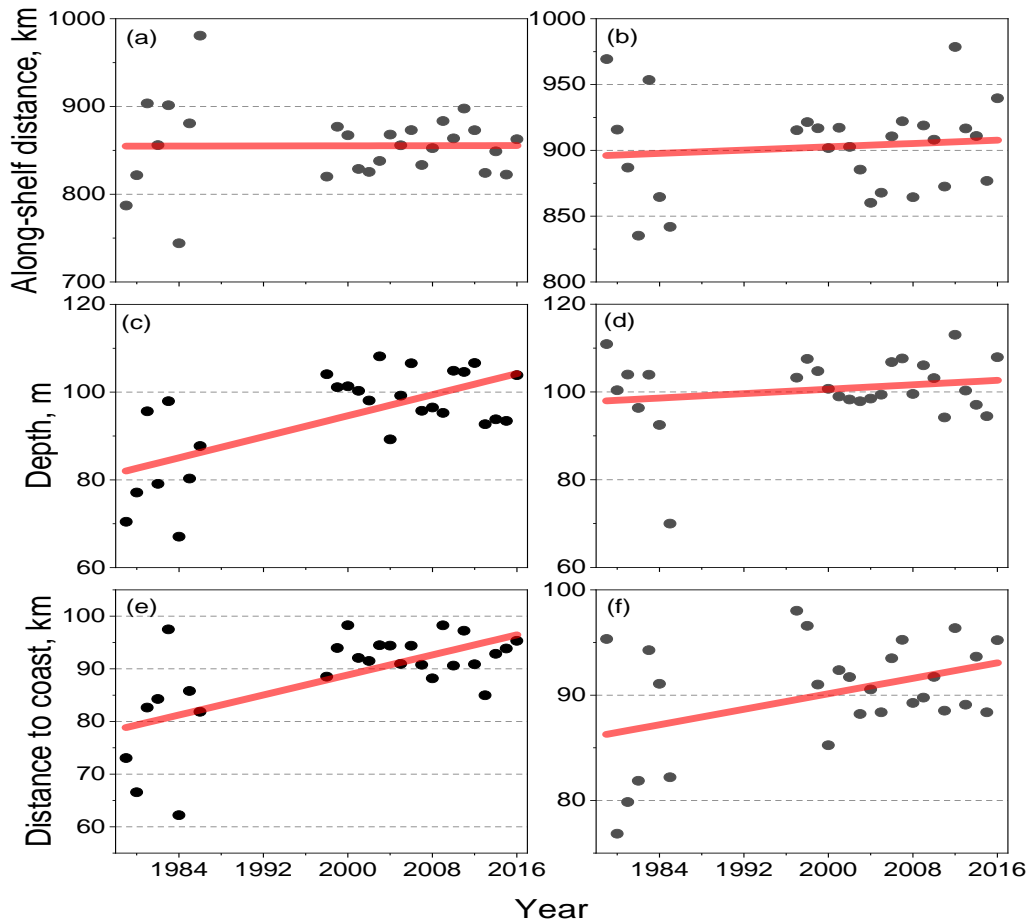 Along-shelf distance, km
1000
900
800
700
(a)
1000
950
900
850
800
(b)
Depth, m
120
100
80
60
(c)
120
100
80
60
(d)
Distance to coast, km
100
90
80
70
60
(e)
100
90
80
(f)
1984 1992 2000 2008 2016
1984 1992 2000 2008 2016
Year